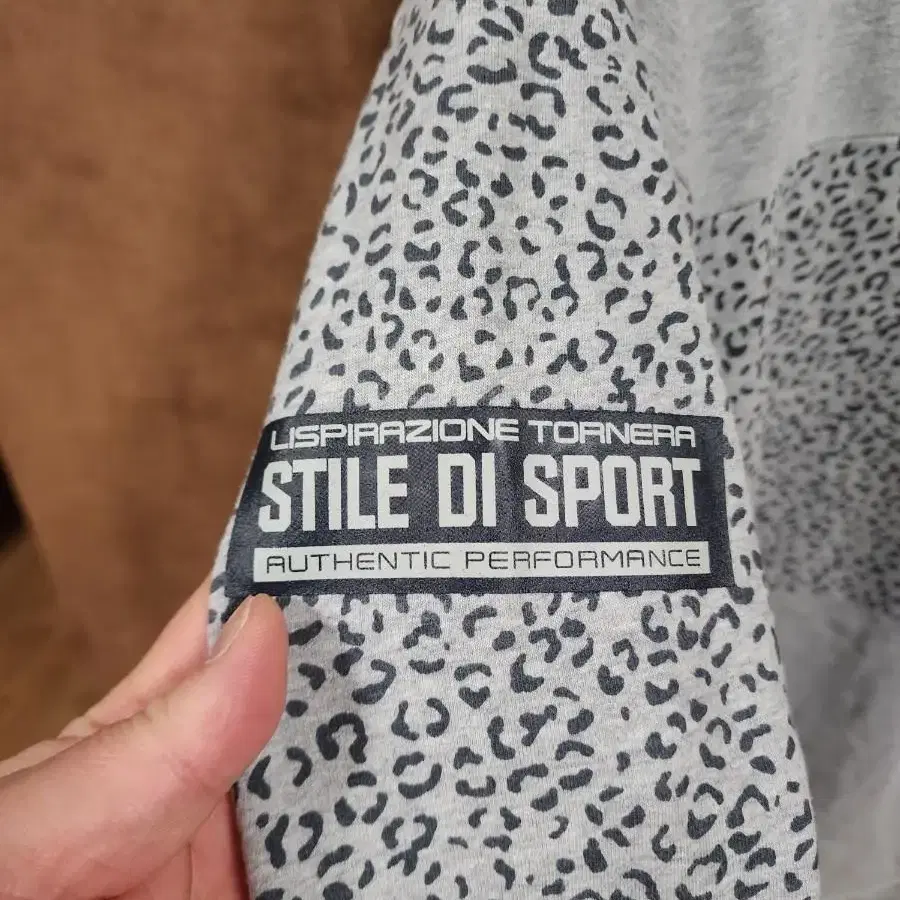 LISPIRAZIONE TORNERA
STILE DI SPORT
AUTHENTIC PERFORMANCE